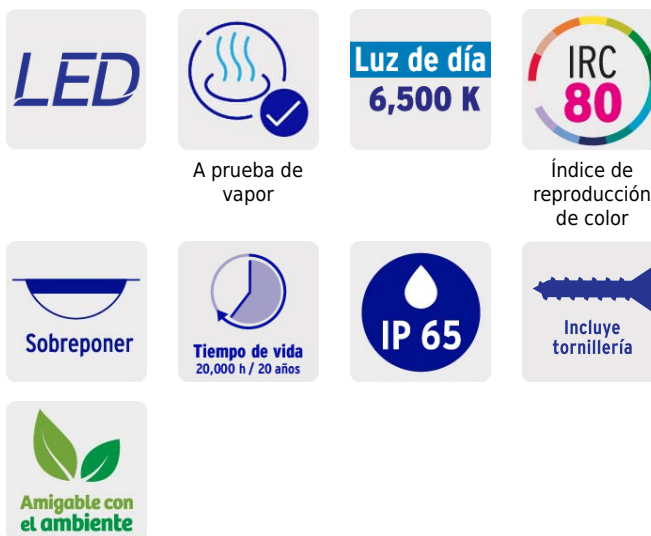 LED
A prueba de
vapor
Luz de día
6,500 K
IRC
80
Índice de
reproducción
de color
Sobreponer
Tiempo de vida
20,000 h / 20 años
IP 65
Incluye
tornillería
Amigable con
el ambiente